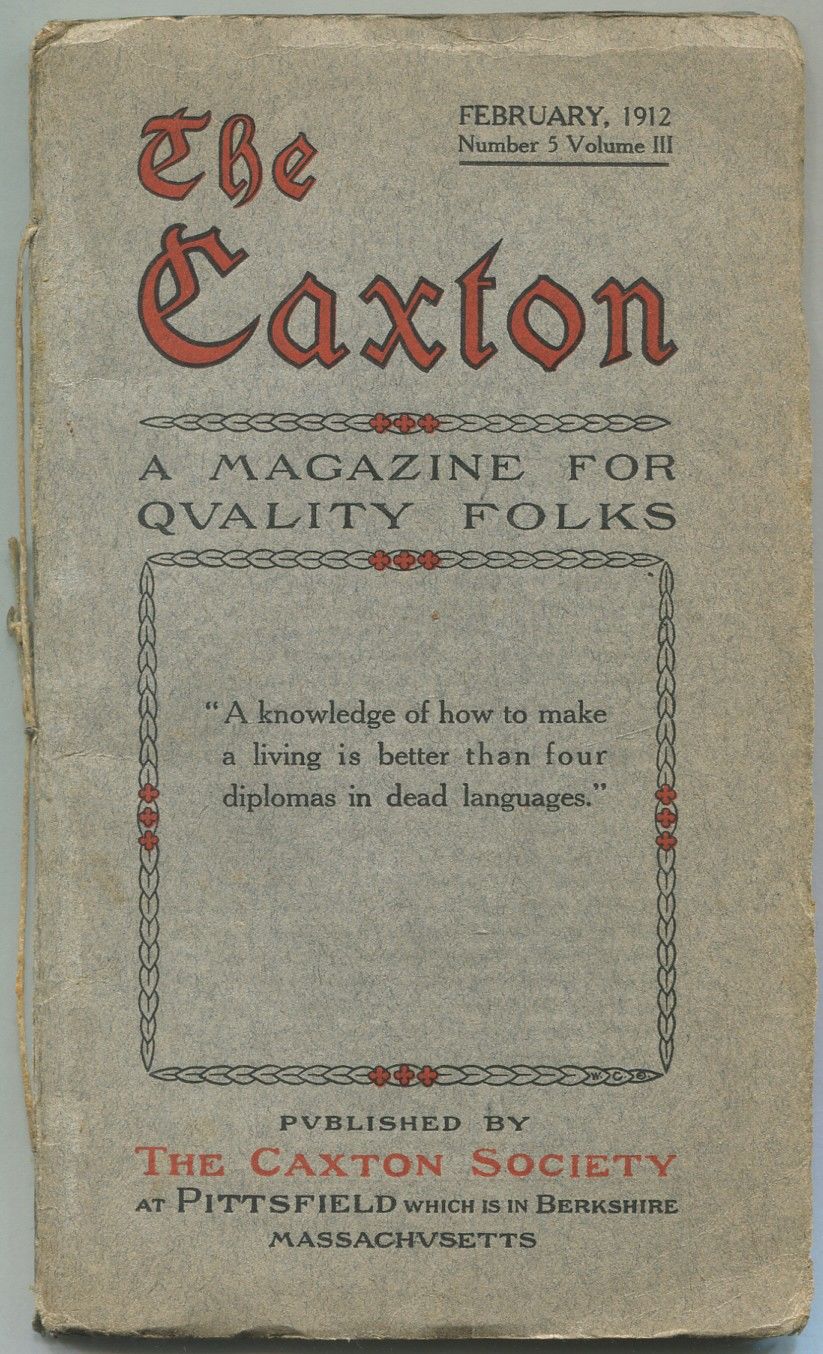 The
FEBRUARY, 1912
Number 5 Volume III
Caxton
A MAGAZINE FOR
QVALITY FOLKS
“A knowledge of how to make
a living is better than four
diplomas in dead languages.”
W. C. O
PVBLISHED BY
THE CAXTON SOCIETY
AT PITTSFIELD WHICH IS IN BERKSHIRE
MASSACHVSETTS